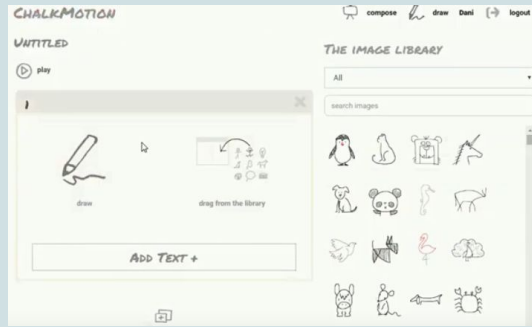 ChalkMotion
compose draw Dani logout
Untitled
play
1
draw
drag from the library
Add Text +
The Image Library
All
search images